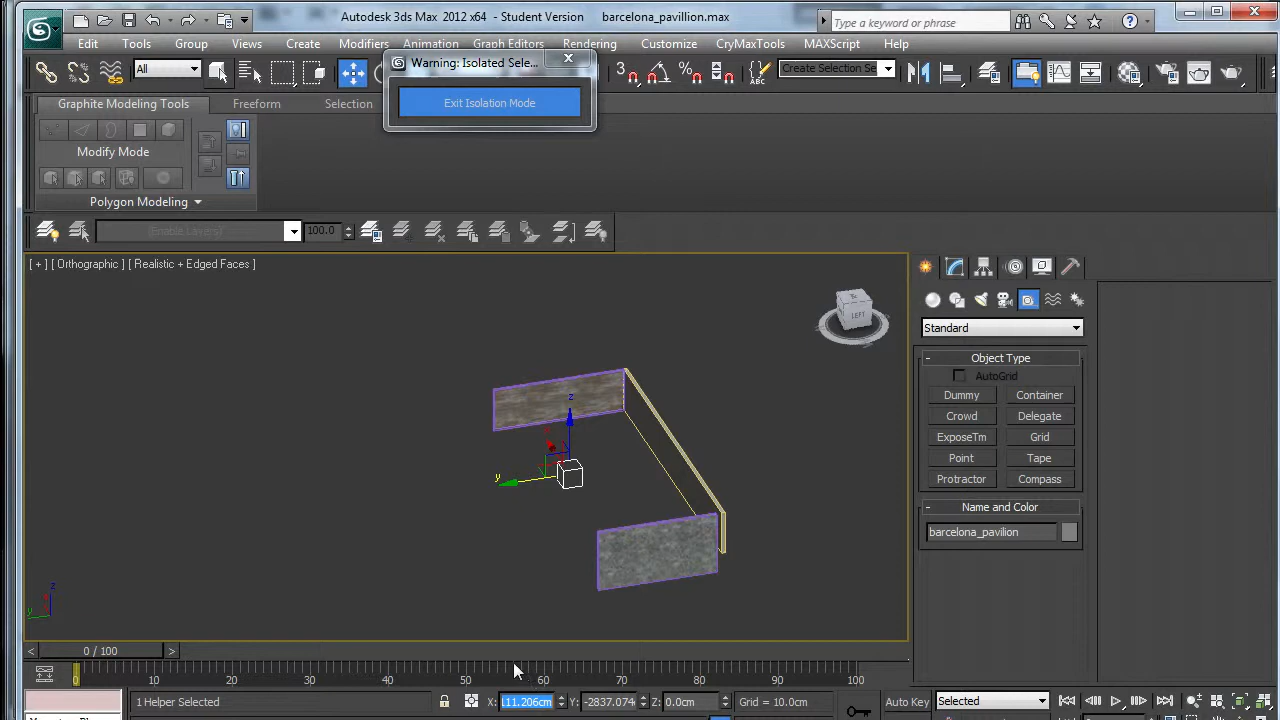 Autodesk 3ds Max 2012 x64 - Student Version barcelona_pavillion.max
Type a keyword or phrase
Edit Tools Group Views Create Modifiers Animation Graph Editors Rendering Customize CryMaxTools MAXScript Help
Warning: Isolated Sele...
All
Create Selection Se
Exit Isolation Mode
Graphite Modeling Tools Freeform Selection
Modify Mode
Polygon Modeling
100.0
[ + ] [ Orthographic ] [ Realistic + Edged Faces ]
LEFT
Standard
Object Type
AutoGrid
Dummy Container
Crowd Delegate
ExposeTm Grid
Point Tape
Protractor Compass
Name and Color
barcelona_pavilion
z
y
z
y
0 / 100
0 20 30 40 50 60 70 80 90 100
1 Helper Selected X: 111.206cm Y: -2837.074 Z: 0.0cm Grid = 10.0cm Auto Key Selected